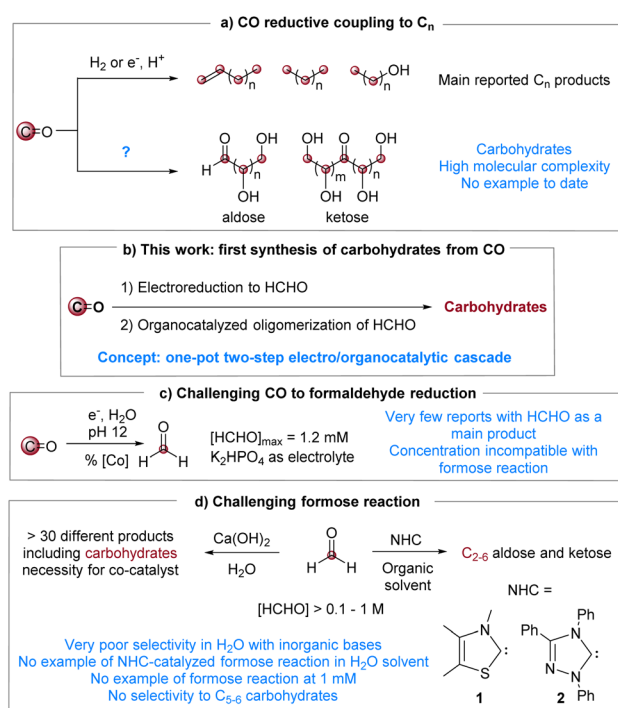 a) CO reductive coupling to Cn
H2 or e-, H+
n
n
OH
n
Main reported Cn products
C=O
?
O
OH
H
n
OH
aldose
OH
O
OH
m
n
OH
OH
ketose
Carbohydrates
High molecular complexity
No example to date
b) This work: first synthesis of carbohydrates from CO
C=O
1) Electroreduction to HCHO
2) Organocatalyzed oligomerization of HCHO
Carbohydrates
Concept: one-pot two-step electro/organocatalytic cascade
c) Challenging CO to formaldehyde reduction
C=O
e-, H2O
pH 12
% [Co]
O
H
H
[HCHO]max = 1.2 mM
K2HPO4 as electrolyte
Very few reports with HCHO as a
main product
Concentration incompatible with
formose reaction
d) Challenging formose reaction
> 30 different products
including carbohydrates
necessity for co-catalyst
Ca(OH)2
H2O
O
H
H
NHC
Organic
solvent
C2-6 aldose and ketose
[HCHO] > 0.1 - 1 M
NHC =
Very poor selectivity in H2O with inorganic bases
No example of NHC-catalyzed formose reaction in H2O solvent
No example of formose reaction at 1 mM
No selectivity to C5-6 carbohydrates
N
:
S
1
Ph
Ph
N
:
N
N
Ph
2